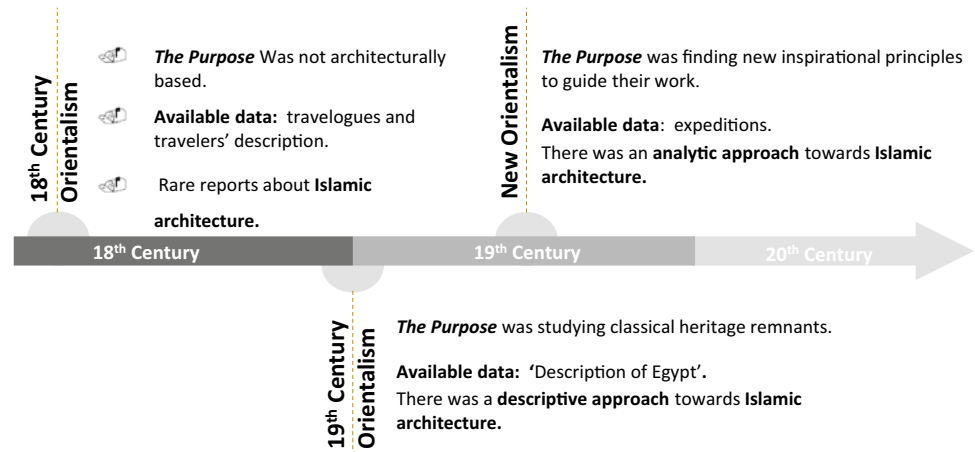 18th Century
Orientalism
The Purpose Was not architecturally
based.
Available data: travelogues and
travelers' description.
Rare reports about Islamic
architecture.
New Orientalism
The Purpose was finding new inspirational principles
to guide their work.
Available data: expeditions.
There was an analytic approach towards Islamic
architecture.
18th Century
19th Century
20th Century
19th Century
Orientalism
The Purpose was studying classical heritage remnants.
Available data: ‘Description of Egypt’.
There was a descriptive approach towards Islamic
architecture.